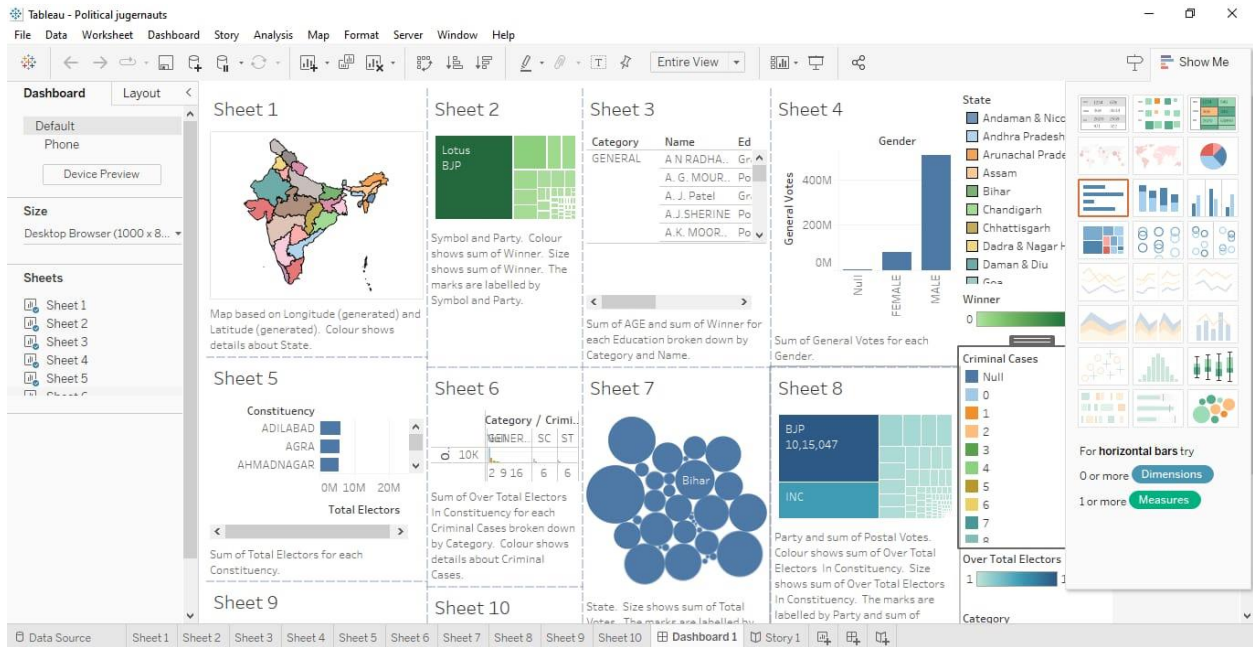 Tableau - Political jugernauts
File Data Worksheet Dashboard Story Analysis Map Format Server Window Help
Entire View
Show Me
Dashboard Layout
Default
Phone
Device Preview
Size
Desktop Browser (1000 x 8...
Sheets
Sheet 1
Sheet 2
Sheet 3
Sheet 4
Sheet 5
Sheet 1
Map based on Longitude (generated) and
Latitude (generated). Colour shows
details about State.
Sheet 2
Lotus
BJP
Symbol and Party. Colour
shows sum of Winner. Size
shows sum of Winner. The
marks are labelled by
Symbol and Party.
Sheet 3
Category Name Ed
GENERAL A N RADHA.. Gr.
A. G. MOUR.. Po
A. J. Patel Gr.
A.J.SHERINE Po
A.K. MOOR.. Po
Sum of AGE and sum of Winner for
each Education broken down by
Category and Name.
Sheet 4
Gender
General Votes
400M
200M
0M
Null
FEMALE
MALE
Sum of General Votes for each
Gender.
State
Andaman & Nico
Andhra Pradesh
Arunachal Prade
Assam
Bihar
Chandigarh
Chhattisgarh
Dadra & Nagar H
Daman & Diu
Goa
Winner
0
Criminal Cases
Null
0
1
2
3
4
5
6
7
8
Over Total Electors
1
Category
Sheet 5
Constituency
ADILABAD
AGRA
AHMADNAGAR
0M 10M 20M
Total Electors
Sum of Total Electors for each
Constituency.
Sheet 6
Category / Crimi..
GENER.. SC ST
10K
2 9 16 6 6
Sum of Over Total Electors
In Constituency for each
Criminal Cases broken down
by Category. Colour shows
details about Criminal
Cases.
Sheet 7
Bihar
State. Size shows sum of Total
Votes. The marks are labelled by
Sheet 8
BJP
10,15,047
INC
Party and sum of Postal Votes.
Colour shows sum of Over Total
Electors In Constituency. Size
shows sum of Over Total Electors
In Constituency. The marks are
labelled by Party and sum of
Sheet 9
Sheet 10
For horizontal bars try
0 or more Dimensions
1 or more Measures
Data Source Sheet 1 Sheet 2 Sheet 3 Sheet 4 Sheet 5 Sheet 6 Sheet 7 Sheet 8 Sheet 9 Sheet 10 Dashboard 1 Story 1